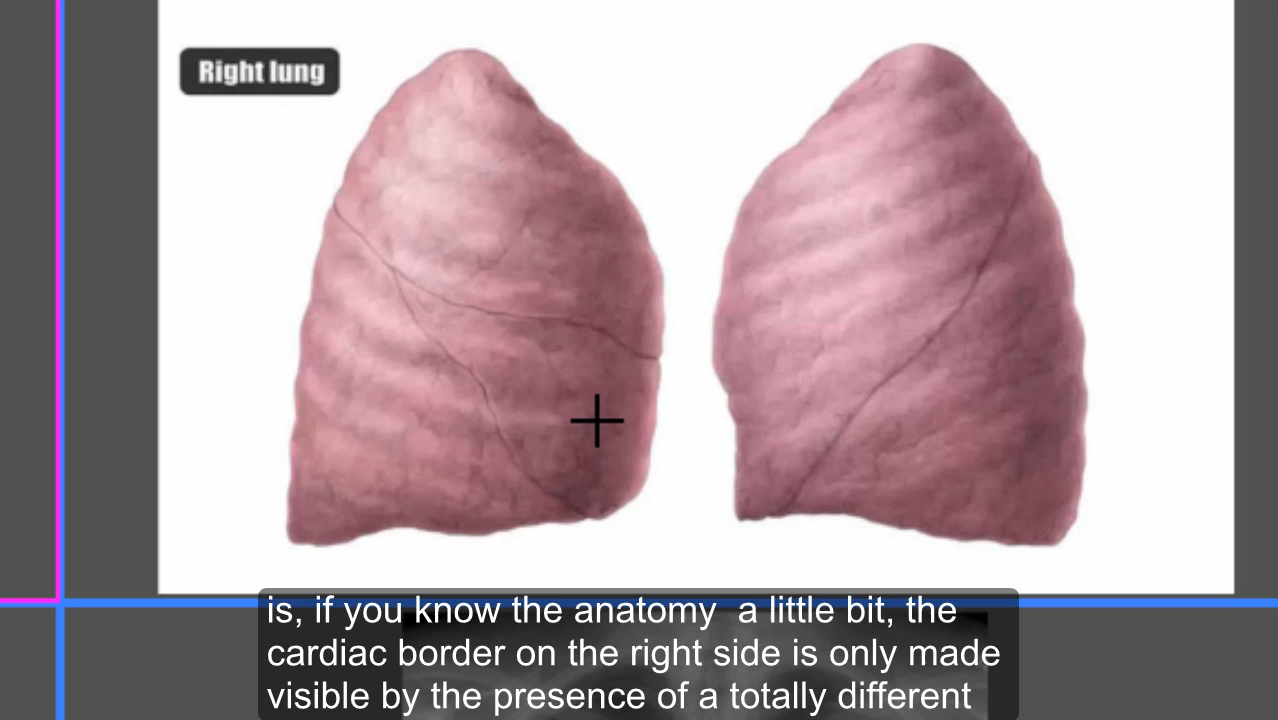 Right lung
is, if you know the anatomy a little bit, the
cardiac border on the right side is only made
visible by the presence of a totally different